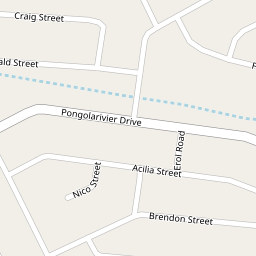 Craig Street
ald Street
Pongolarivier Drive
Erol Road
Acilia Street
Nico Street
Brendon Street